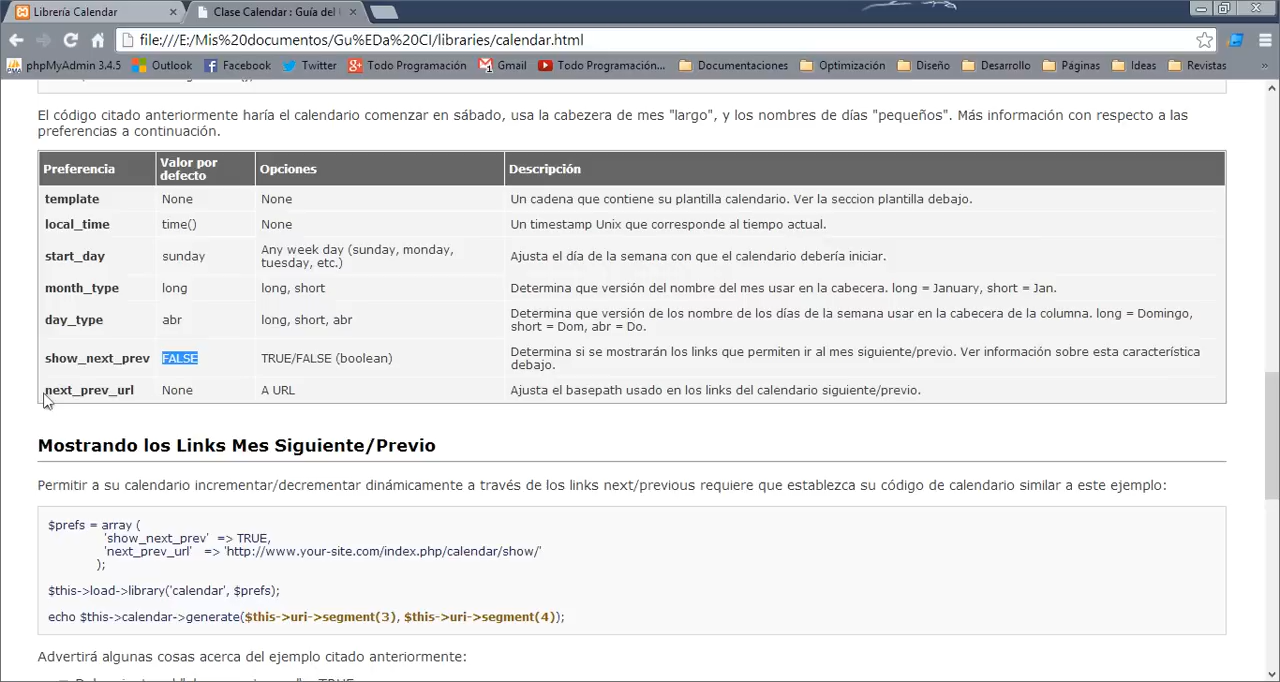 Librería Calendar
Clase Calendar : Guía del
file:///E:/Mis%20documentos/Gu%EDa%20CI/libraries/calendar.html
phpMyAdmin 3.4.5 Outlook Facebook Twitter Todo Programación Gmail Todo Programación... Documentaciones Optimización Diseño Desarrollo Páginas Ideas Revistas »
El código citado anteriormente haría el calendario comenzar en sábado, usa la cabezera de mes "largo", y los nombres de días "pequeños". Más información con respecto a las
preferencias a continuación.
Preferencia Valor por defecto Opciones Descripción
template None None Un cadena que contiene su plantilla calendario. Ver la seccion plantilla debajo.
local_time time() None Un timestamp Unix que corresponde al tiempo actual.
start_day sunday Any week day (sunday, monday, tuesday, etc.) Ajusta el día de la semana con que el calendario debería iniciar.
month_type long long, short Determina que versión del nombre del mes usar en la cabecera. long = January, short = Jan.
day_type abr long, short, abr Determina que versión de los nombre de los días de la semana usar en la cabecera de la columna. long = Domingo, short = Dom, abr = Do.
show_next_prev FALSE TRUE/FALSE (boolean) Determina si se mostrarán los links que permiten ir al mes siguiente/previo. Ver información sobre esta característica debajo.
next_prev_url None A URL Ajusta el basepath usado en los links del calendario siguiente/previo.
Mostrando los Links Mes Siguiente/Previo
Permitir a su calendario incrementar/decrementar dinámicamente a través de los links next/previous requiere que establezca su código de calendario similar a este ejemplo:
$prefs = array (
'show_next_prev' => TRUE,
'next_prev_url' => 'http://www.your-site.com/index.php/calendar/show/'
);
$this->load->library('calendar', $prefs);
echo $this->calendar->generate($this->uri->segment(3), $this->uri->segment(4));
Advertirá algunas cosas acerca del ejemplo citado anteriormente: